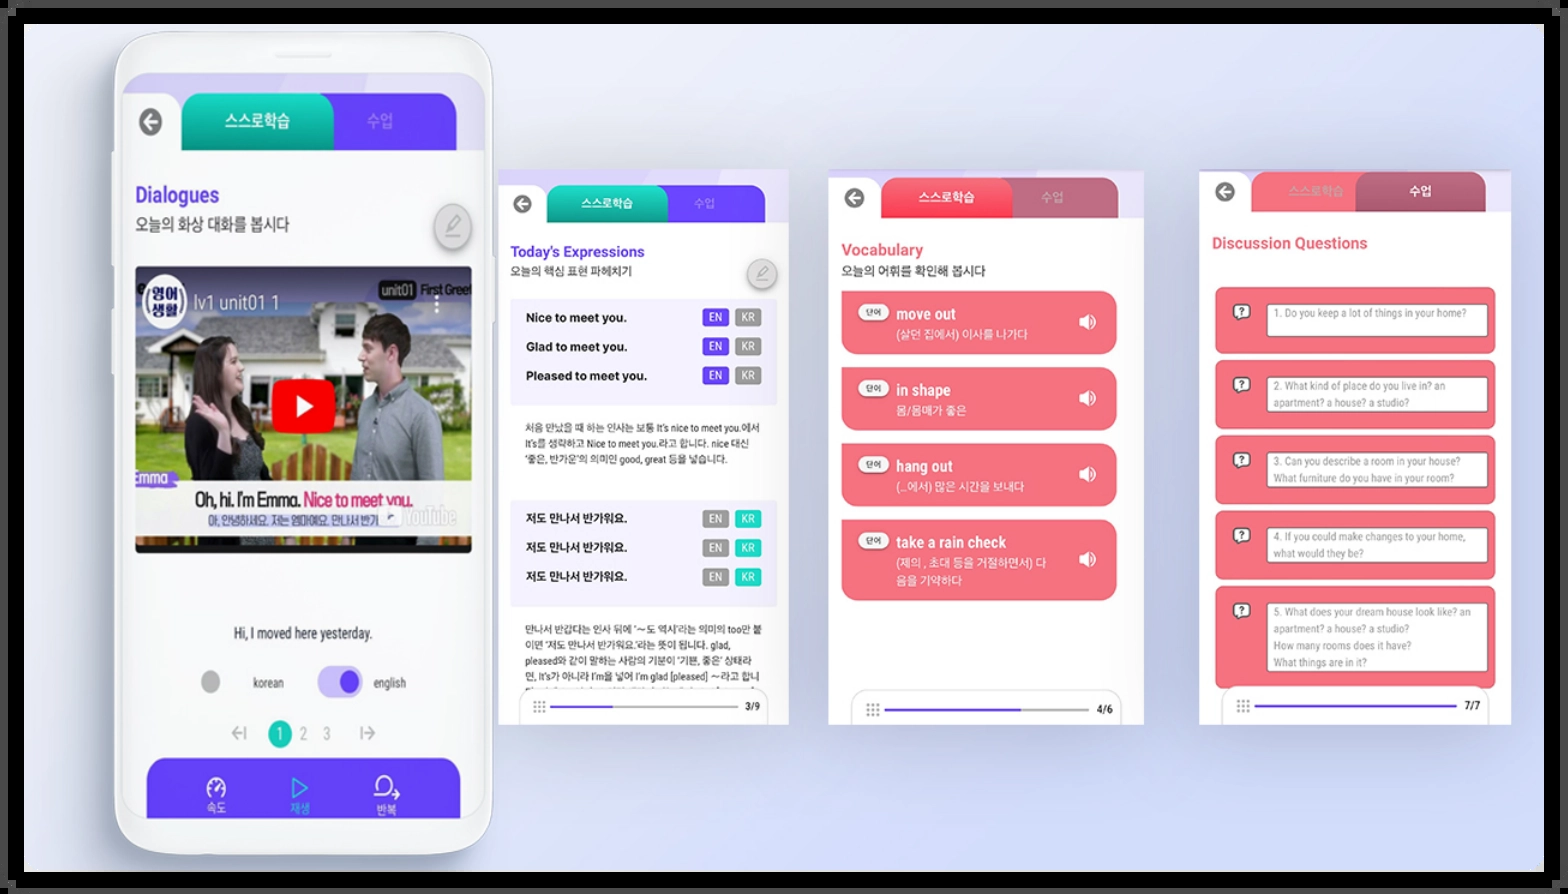 스스로학습
수업
Dialogues
오늘의 화상 대화를 봅시다
영어
생활
lv1 unit01 1
unit01 First Greet
Emma
Oh, hi. I'm Emma. Nice to meet you.
아, 안녕하세요. 저는 엠마예요. 만나서 반가
YouTube
Hi, I moved here yesterday.
korean
english
1 2 3
속도
재생
반복
스스로학습
수업
Today's Expressions
오늘의 핵심 표현 파헤치기
Nice to meet you. EN KR
Glad to meet you. EN KR
Pleased to meet you. EN KR
처음 만났을 때 하는 인사는 보통 It's nice to meet you.에서
It's를 생략하고 Nice to meet you.라고 합니다. nice 대신
'좋은, 반가운'의 의미인 good, great 등을 넣습니다.
저도 만나서 반가워요. EN KR
저도 만나서 반가워요. EN KR
저도 만나서 반가워요. EN KR
만나서 반갑다는 인사 뒤에 '～도 역시'라는 의미의 too만 붙
이면 '저도 만나서 반가워요.'라는 뜻이 됩니다. glad,
pleased와 같이 말하는 사람의 기분이 '기쁜, 좋은' 상태라
면, It's가 아니라 I'm을 넣어 I'm glad [pleased] ～라고 합니
3/9
스스로학습
수업
Vocabulary
오늘의 어휘를 확인해 봅시다
단어
move out
(살던 집에서) 이사를 나가다
단어
in shape
몸/몸매가 좋은
단어
hang out
(...에서) 많은 시간을 보내다
단어
take a rain check
(제의 , 초대 등을 거절하면서) 다
음을 기약하다
4/6
스스로학습
수업
Discussion Questions
1. Do you keep a lot of things in your home?
2. What kind of place do you live in? an
apartment? a house? a studio?
3. Can you describe a room in your house?
What furniture do you have in your room?
4. If you could make changes to your home,
what would they be?
5. What does your dream house look like? an
apartment? a house? a studio?
How many rooms does it have?
What things are in it?
7/7